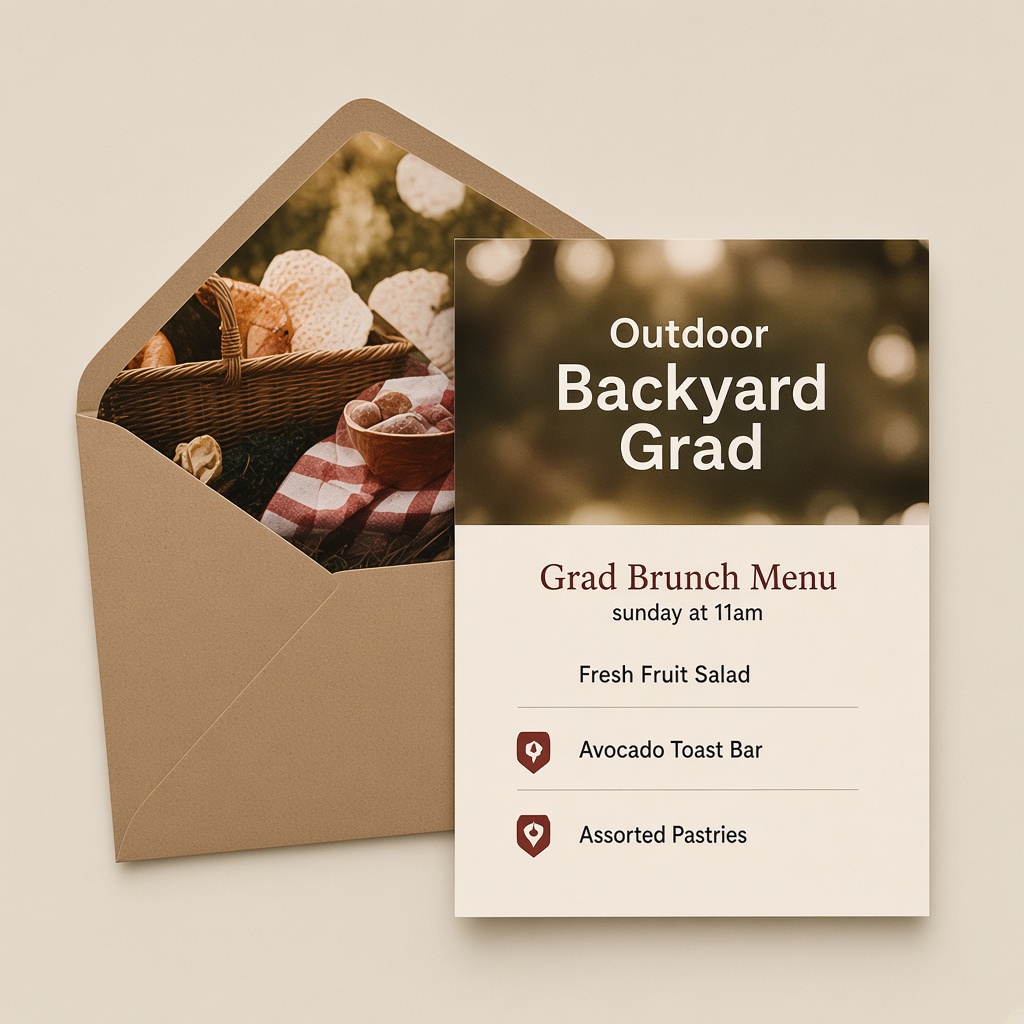 Outdoor
Backyard
Grad
Grad Brunch Menu
sunday at 11am
Fresh Fruit Salad
Avocado Toast Bar
Assorted Pastries